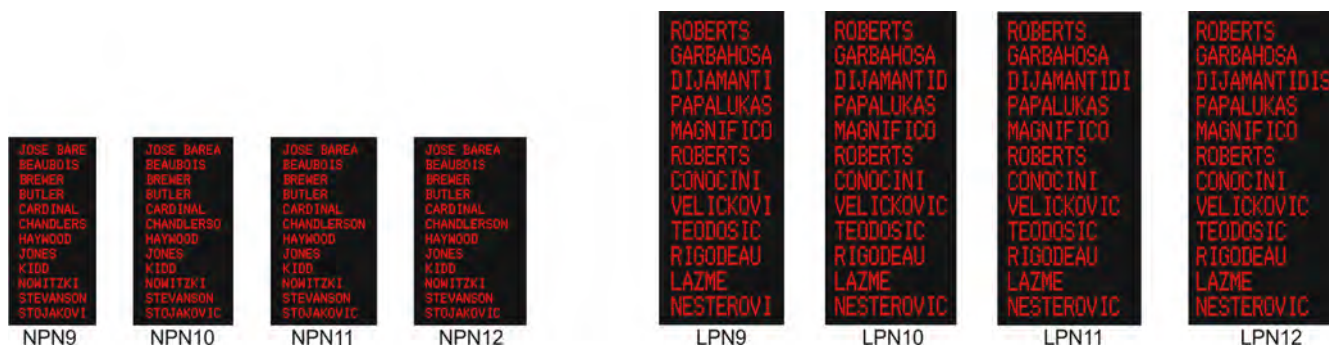 JOSE BARE
BEAUBOIS
BREWER
BUTLER
CARDINAL
CHANDLERS
HAYWOOD
JONES
KIDD
NOWITZKI
STEVANSON
STOJAKOVI
NPN9
JOSE BAREA
BEAUBOIS
BREWER
BUTLER
CARDINAL
CHANDLERSO
HAYWOOD
JONES
KIDD
NOWITZKI
STEVANSON
STOJAKOVIC
NPN10
JOSE BAREA
BEAUBOIS
BREWER
BUTLER
CARDINAL
CHANDLERSON
HAYWOOD
JONES
KIDD
NOWITZKI
STEVANSON
STOJAKOVIC
NPN11
JOSE BAREA
BEAUBOIS
BREWER
BUTLER
CARDINAL
CHANDLERSON
HAYWOOD
JONES
KIDD
NOWITZKI
STEVANSON
STOJAKOVIC
NPN12
ROBERTS
GARBAHOSA
DIJAMANTI
PAPALUKAS
MAGNIFICO
ROBERTS
CONOCINI
VELICKOVI
TEODOSIC
RIGODEAU
LAZME
NESTEROVI
LPN9
ROBERTS
GARBAHOSA
DIJAMANTID
PAPALUKAS
MAGNIFICO
ROBERTS
CONOCINI
VELICKOVIC
TEODOSIC
RIGODEAU
LAZME
NESTEROVIC
LPN10
ROBERTS
GARBAHOSA
DIJAMANTIDI
PAPALUKAS
MAGNIFICO
ROBERTS
CONOCINI
VELICKOVIC
TEODOSIC
RIGODEAU
LAZME
NESTEROVIC
LPN11
ROBERTS
GARBAHOSA
DIJAMANTIDIS
PAPALUKAS
MAGNIFICO
ROBERTS
CONOCINI
VELICKOVIC
TEODOSIC
RIGODEAU
LAZME
NESTEROVIC
LPN12